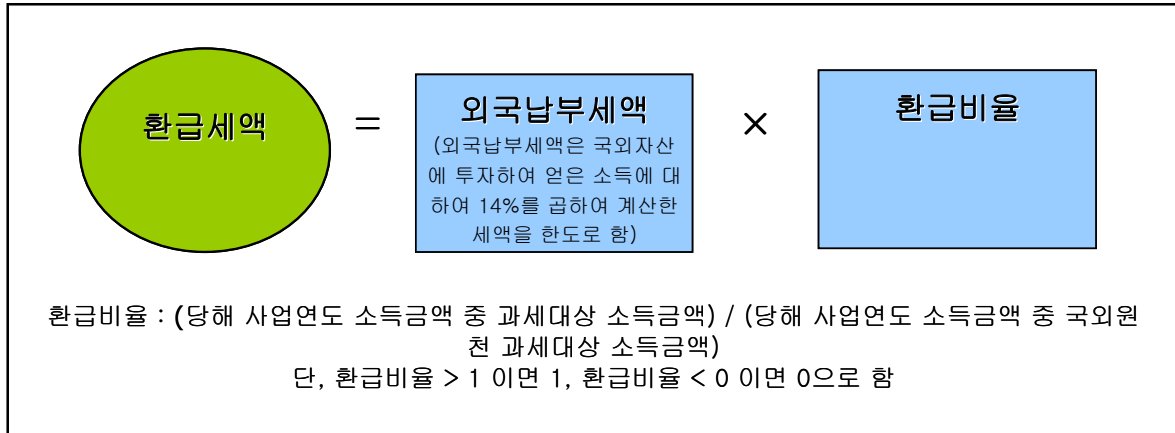 환급세액
=
외국납부세액
(외국납부세액은 국외자산
에 투자하여 얻은 소득에 대
하여 14%를 곱하여 계산한
세액을 한도로 함)
×
환급비율
환급비율 : (당해 사업연도 소득금액 중 과세대상 소득금액) / (당해 사업연도 소득금액 중 국외원
천 과세대상 소득금액)
단, 환급비율 > 1 이면 1, 환급비율 < 0 이면 0으로 함